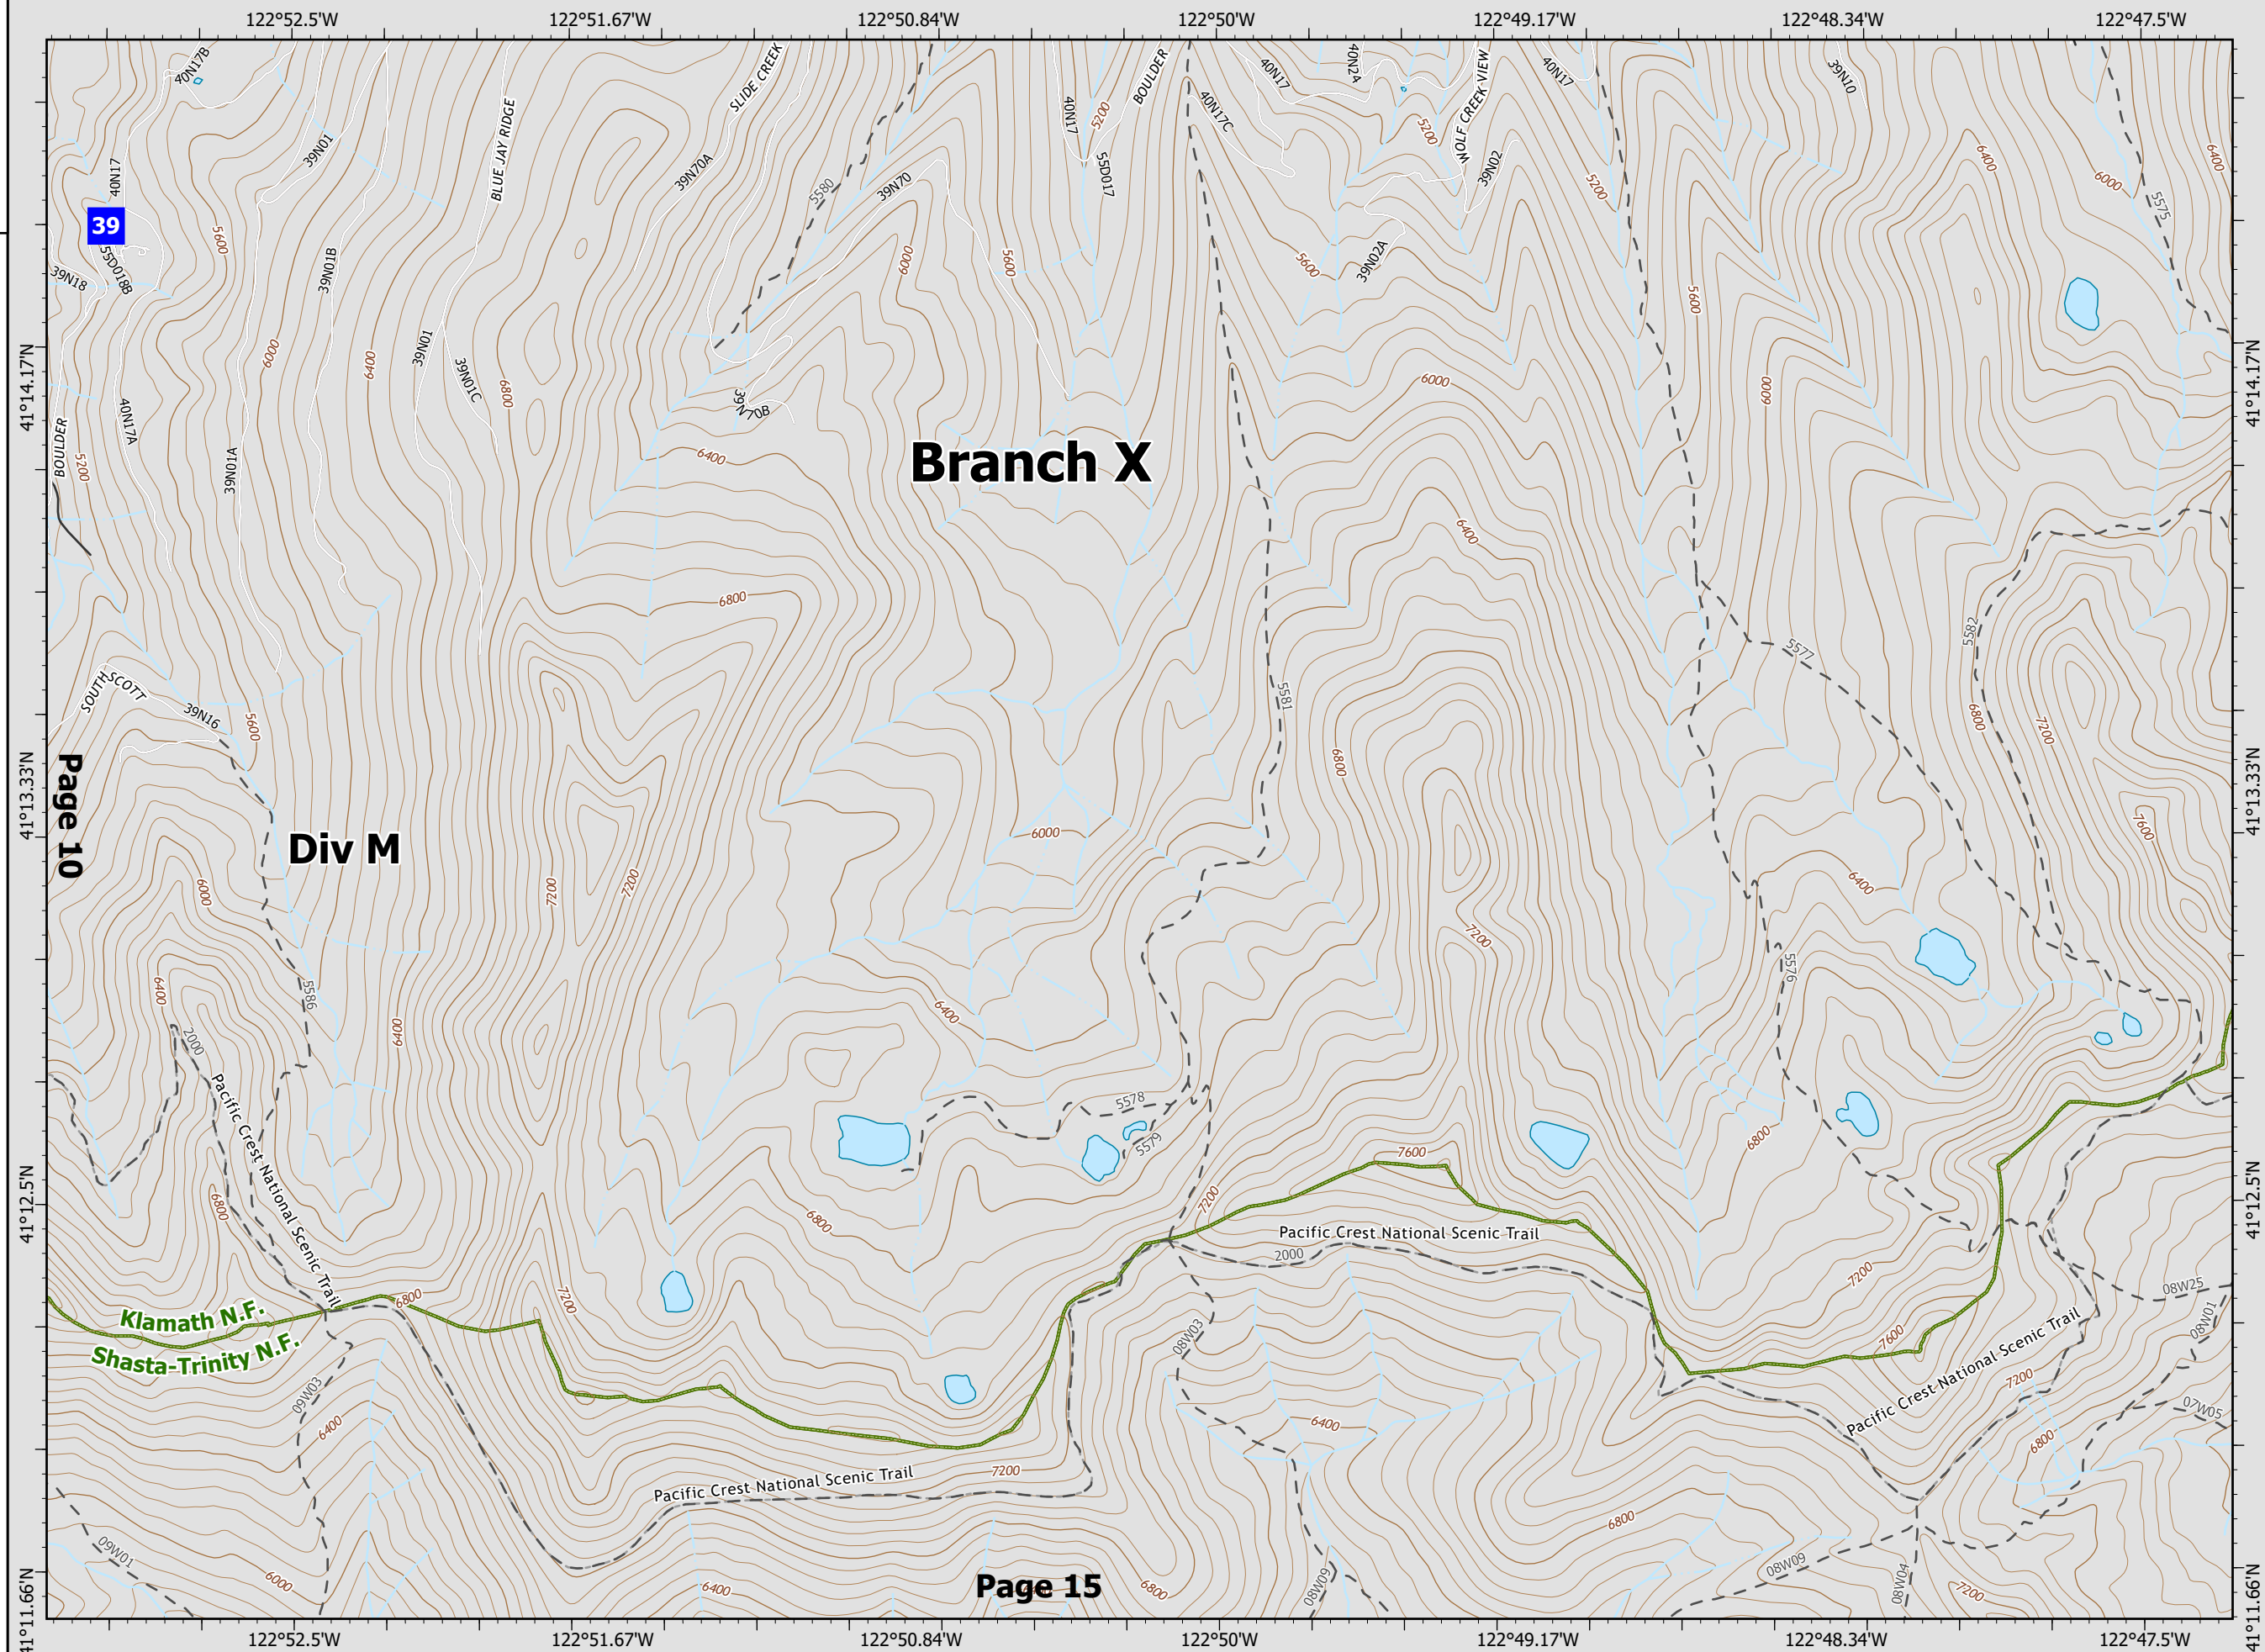 122°52.5'W
122°51.67'W
122°50.84'W
122°50'W
122°49.17'W
122°48.34'W
122°47.5'W
40N17B
SLIDE CREEK
BOULDER
40N17
40N2A
WOLF CREEK VIEW
40N17
39N10
40N17
5200
40N17C
5200
39N01
BLUE JAY RIDGE
39N70A
5580
39N70
55D017
39N02
5200
6400
6000
6400
5575
40N17
39
55D018B
39N18
5600
39N01B
6000
5600
5600
39N02A
5600
41°14.17'N
41°14.17'N
6000
6400
39N01
39N01C
6800
39N70B
6000
6000
BOULDER
5200
40N17A
39N01A
6400
Branch X
6400
6800
5582
5577
SOUTH
SCOTT
39N16
5600
5581
6800
6800
7200
41°13.33'N
41°13.33'N
Page 10
Div M
6000
7600
6000
7200
7200
6400
7200
6400
5586
6400
6400
5576
2000
5578
5579
6800
Pacific Crest National Scenic Trail
7600
41°12.5'N
41°12.5'N
6800
6800
7200
Pacific Crest National Scenic Trail
2000
7200
08W25
08W01
6800
7200
Klamath N.F.
Shasta-Trinity N.F.
08W03
7600
Pacific Crest National Scenic Trail
7200
07W05
09W03
6400
6400
6800
Pacific Crest National Scenic Trail
7200
6800
09W01
6000
6400
Page 15
6800
08W09
08W09
08W04
7200
41°11.66'N
41°11.66'N
122°52.5'W
122°51.67'W
122°50.84'W
122°50'W
122°49.17'W
122°48.34'W
122°47.5'W